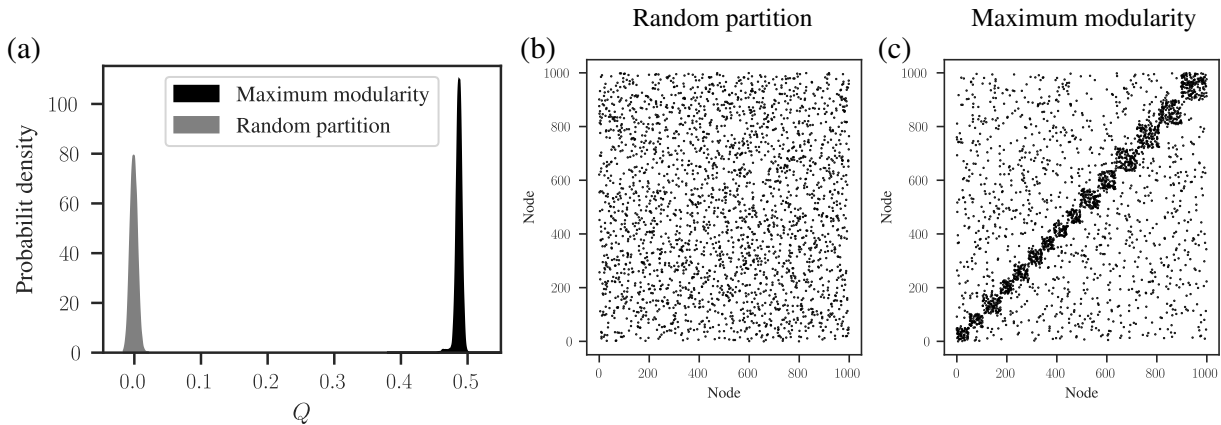 Random partition
Maximum modularity
(a)
(b)
(c)
Maximum modularity
Random partition
Probabilit density
100
80
60
40
20
0
0.0 0.1 0.2 0.3 0.4 0.5
Q
Node
1000
800
600
400
200
0
0 200 400 600 800 1000
Node
Node
1000
800
600
400
200
0
0 200 400 600 800 1000
Node